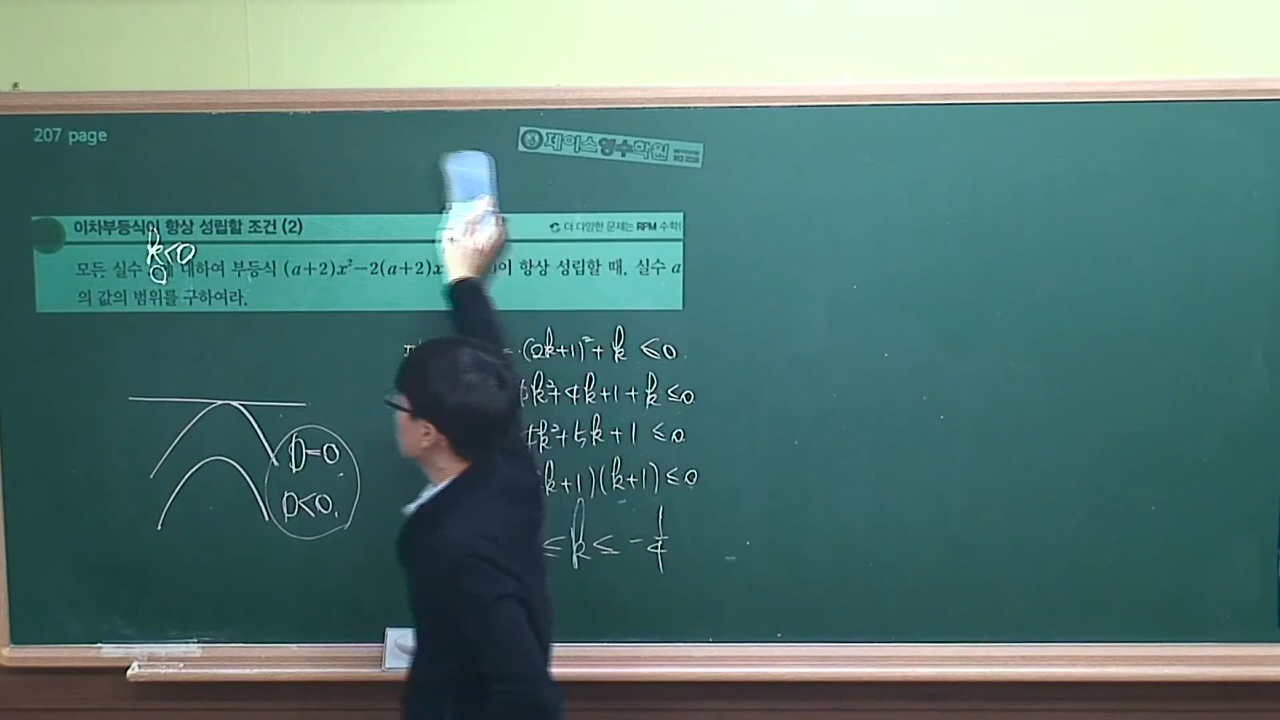 207 page
제이스영수학원
이차부등식이 항상 성립할 조건 (2)
더 다양한 문제는 RPM 수학
k<0
모든 실수 대하여 부등식 (a+2)x²-2(a+2)x 이 항상 성립할 때, 실수 a
0
의 값의 범위를 구하여라.
= (2k+1)² + k ≤0
k²+4k+1+k ≤0
4k²+5k+1 ≤0
k+1)(k+1) ≤0
≤ k ≤ -1/4
D=0
D<0